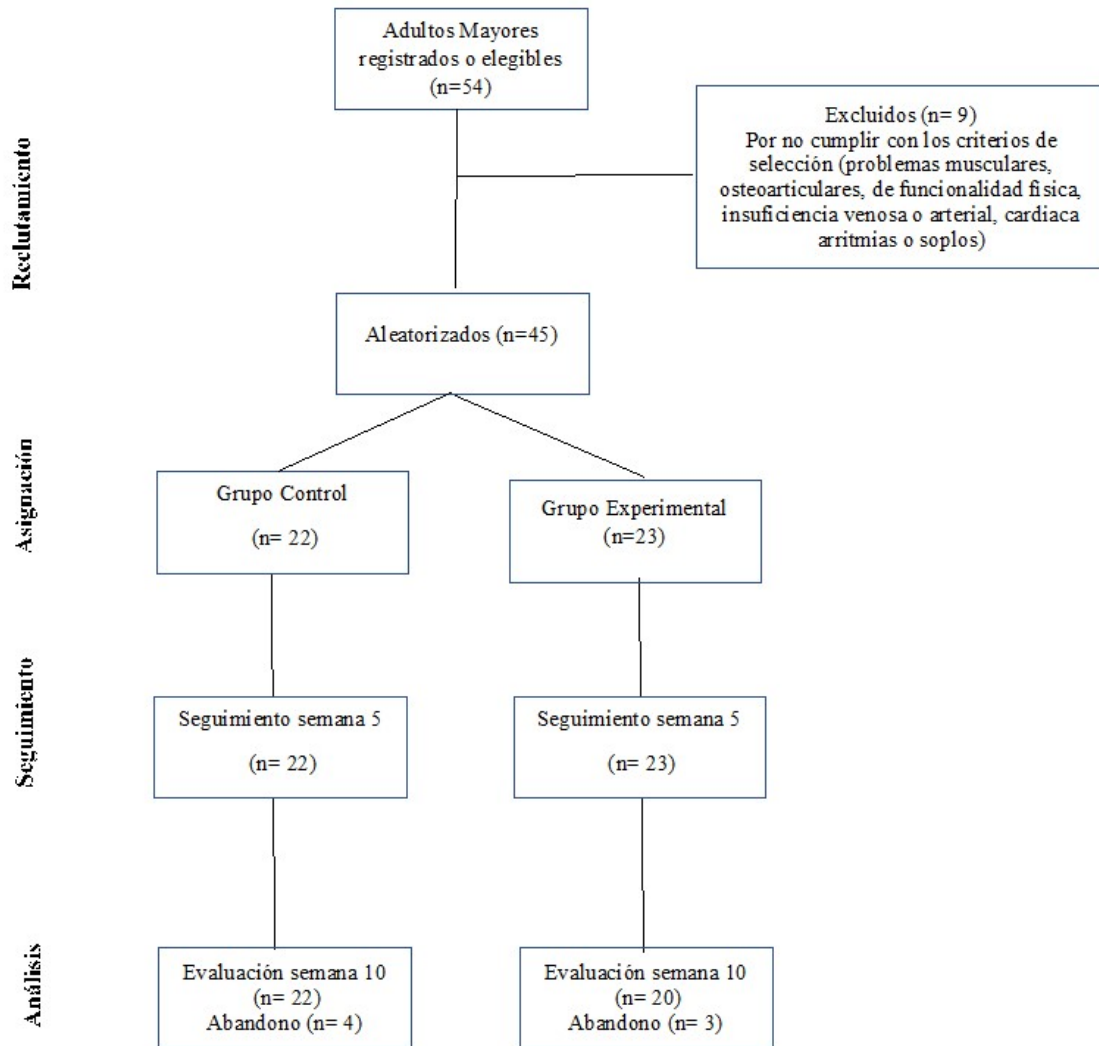 Adultos Mayores
registrados o elegibles
(n=54)
Excluidos (n= 9)
Por no cumplir con los criterios de
selección (problemas musculares,
osteoarticulares, de funcionalidad física,
insuficiencia venosa o arterial, cardiaca
arritmias o soplos)
Reclutamiento
Aleatorizados (n=45)
Asignación
Grupo Control
(n= 22)
Grupo Experimental
(n=23)
Seguimiento
Seguimiento semana 5
(n= 22)
Seguimiento semana 5
(n= 23)
Análisis
Evaluación semana 10
(n= 22)
Abandono (n= 4)
Evaluación semana 10
(n= 20)
Abandono (n= 3)